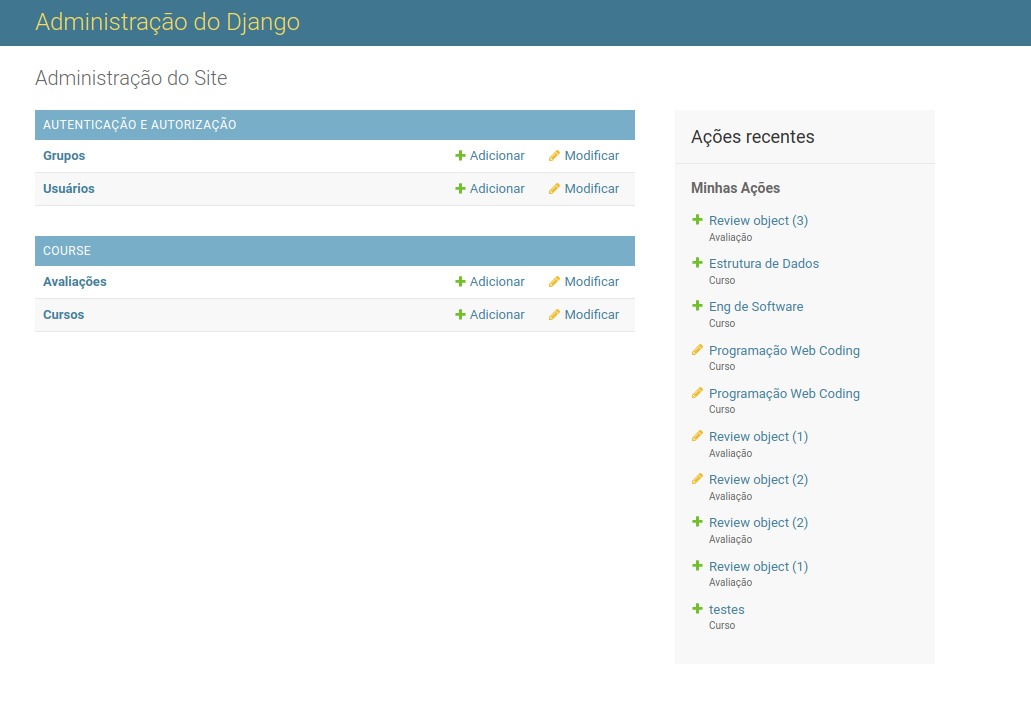 Administração do Django
Administração do Site
AUTENTICAÇÃO E AUTORIZAÇÃO
Grupos Adicionar Modificar
Usuários Adicionar Modificar
COURSE
Avaliações Adicionar Modificar
Cursos Adicionar Modificar
Ações recentes
Minhas Ações
Review object (3)
Avaliação
Estrutura de Dados
Curso
Eng de Software
Curso
Programação Web Coding
Curso
Programação Web Coding
Curso
Review object (1)
Avaliação
Review object (2)
Avaliação
Review object (2)
Avaliação
Review object (1)
Avaliação
testes
Curso